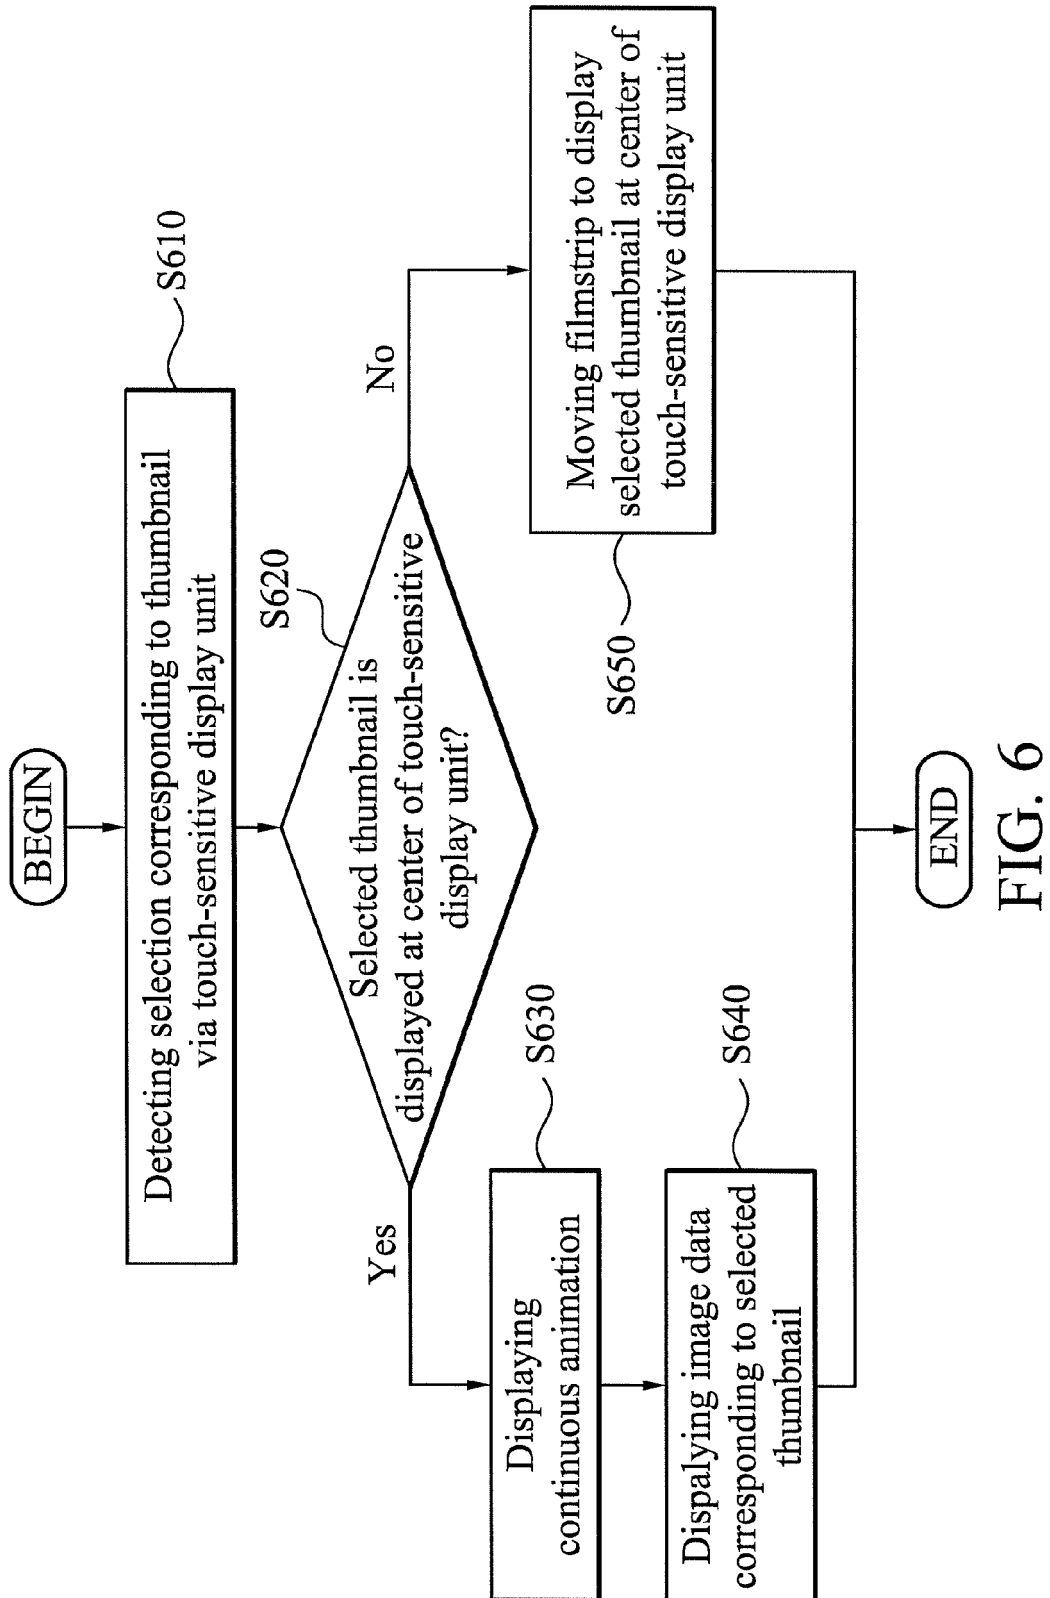 BEGIN
Detecting selection corresponding to thumbnail
via touch-sensitive display unit
S610
Selected thumbnail is
displayed at center of touch-sensitive
display unit?
S620
Yes
No
Displaying
continuous animation
S630
Dispalying image data
corresponding to selected
thumbnail
S640
Moving filmstrip to display
selected thumbnail at center of
touch-sensitive display unit
S650
END
FIG. 6